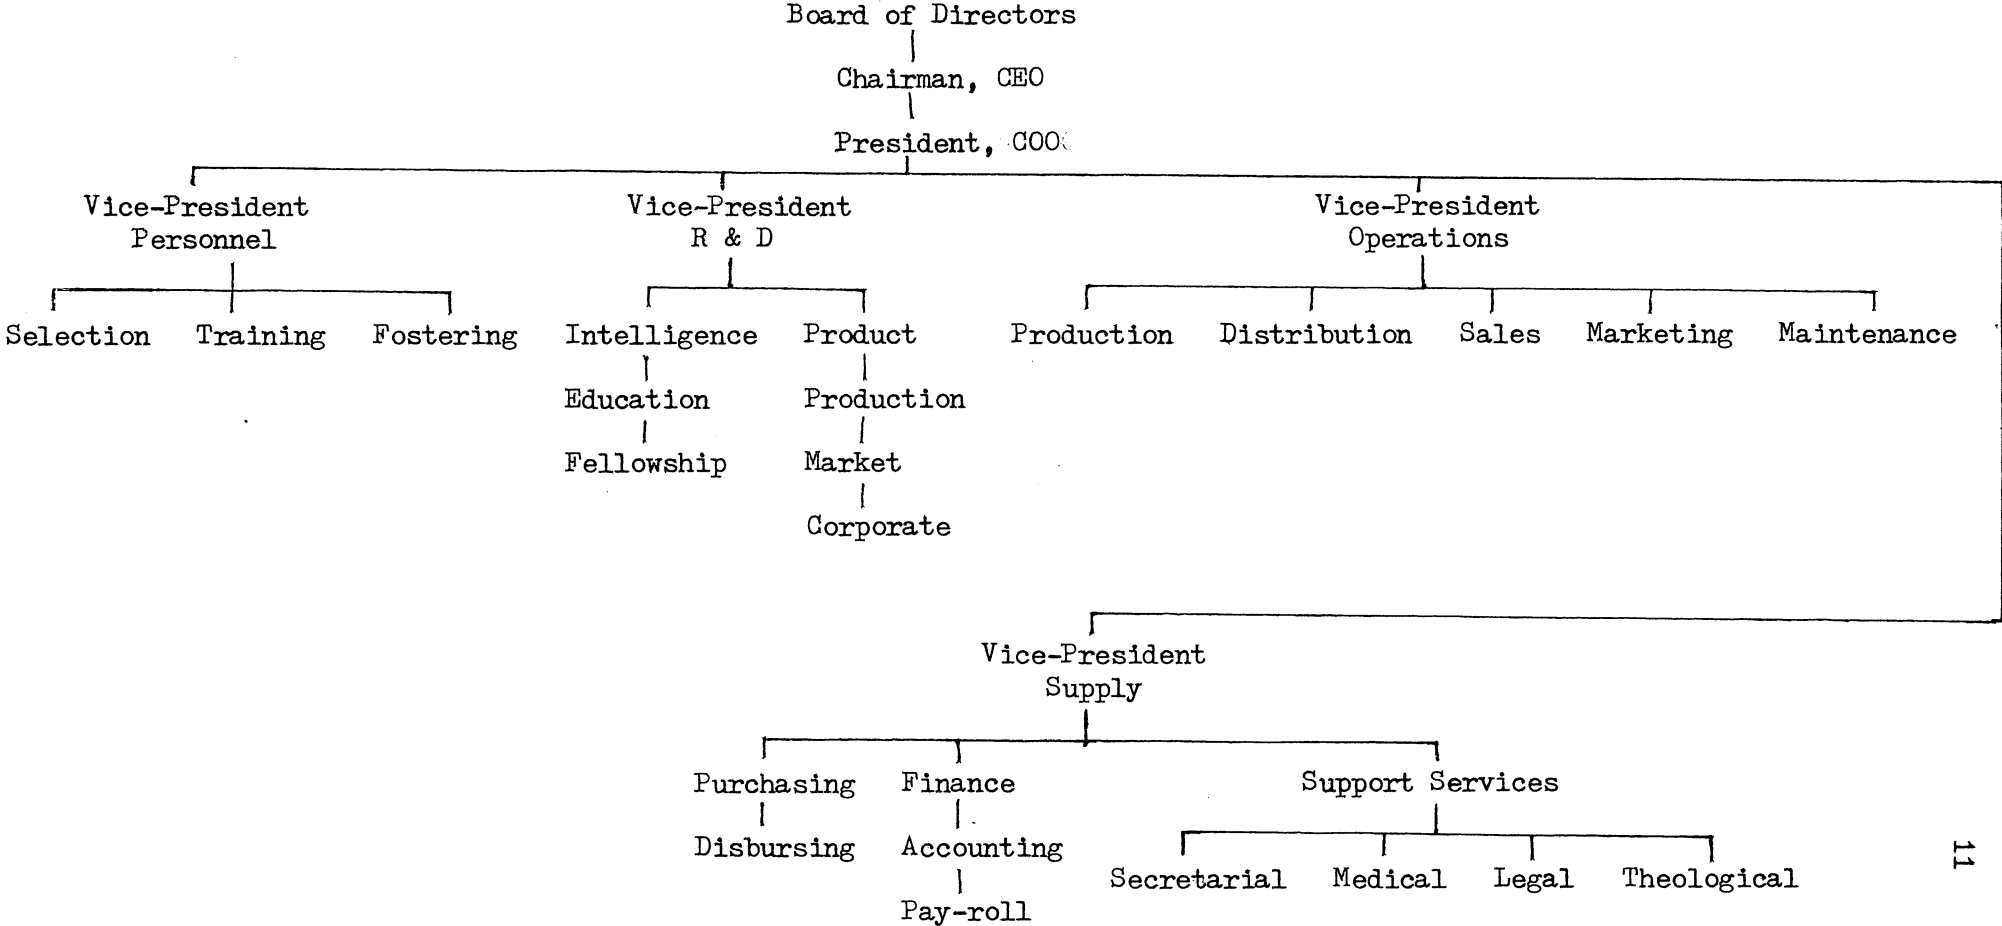 Board of Directors
Chairman, CEO
President, COO
Vice-President Vice-President Vice-President
Personnel R & D Operations
Selection Training Fostering Intelligence Product Production Distribution Sales Marketing Maintenance
Education Production
Fellowship Market
Corporate
Vice-President
Supply
Purchasing Finance Support Services
Disbursing Accounting
Secretarial Medical Legal Theological
Pay-roll
11